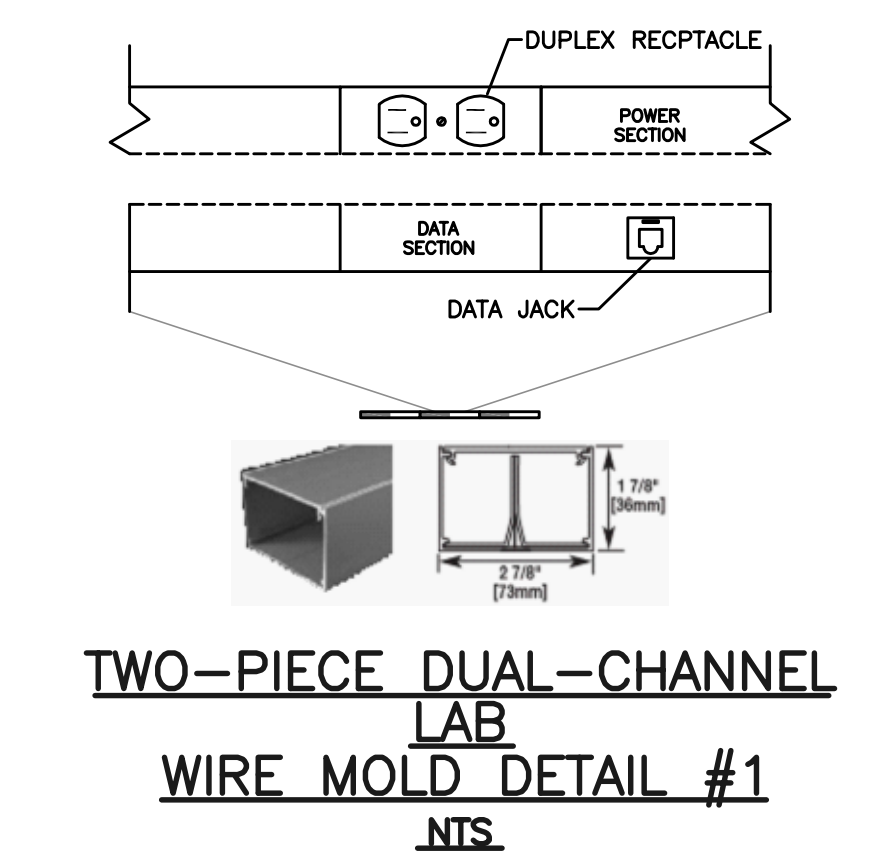 DUPLEX RECPTACLE
POWER
SECTION
DATA
SECTION
DATA JACK
1 7/8"
[36mm]
2 7/8"
[73mm]
TWO-PIECE DUAL-CHANNEL
LAB
WIRE MOLD DETAIL #1
NTS